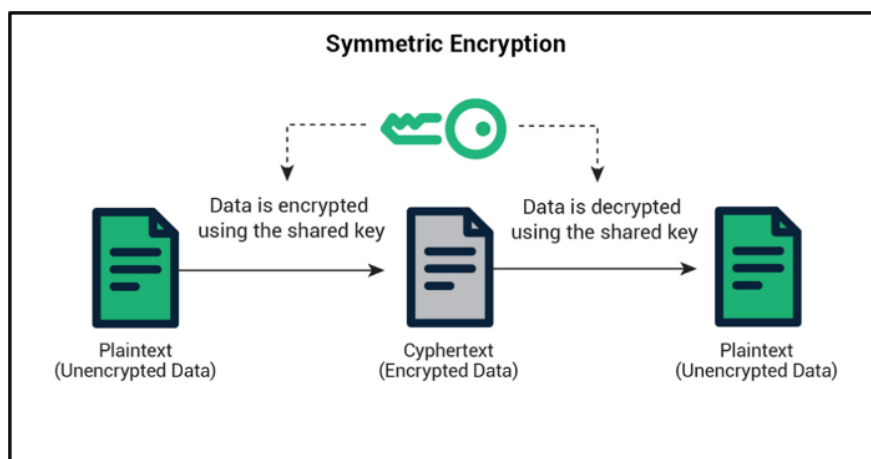 Symmetric Encryption
Data is encrypted
using the shared key
Data is decrypted
using the shared key
Plaintext
(Unencrypted Data)
Cyphertext
(Encrypted Data)
Plaintext
(Unencrypted Data)